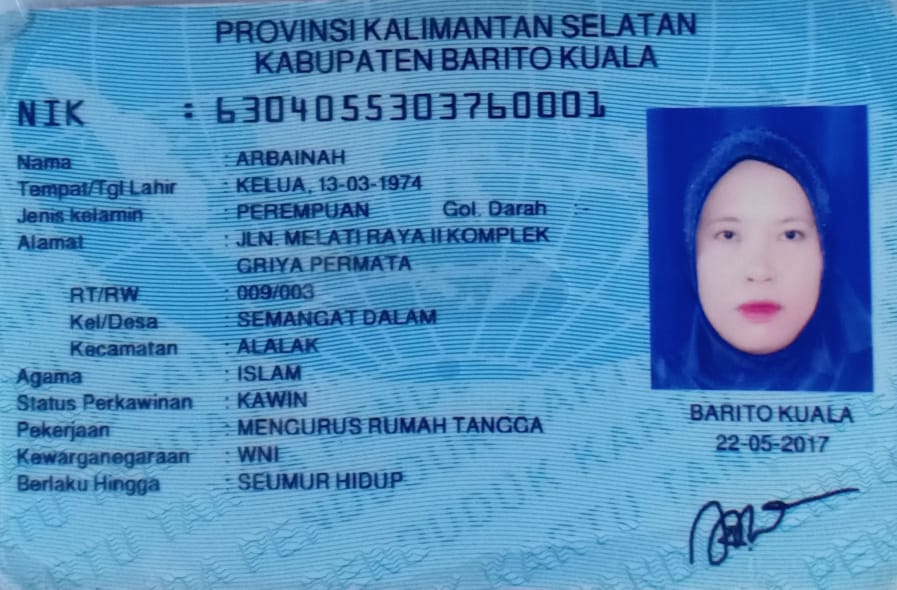 PROVINSI KALIMANTAN SELATAN
KABUPATEN BARITO KUALA
NIK : 6304055303760001
Nama : ARBAINAH
Tempat/Tgl Lahir : KELUA, 13-03-1974
Jenis kelamin : PEREMPUAN Gol. Darah : -
Alamat : JLN. MELATI RAYA II KOMPLEK
GRIYA PERMATA
RT/RW : 009/003
Kel/Desa : SEMANGAT DALAM
Kecamatan : ALALAK
Agama : ISLAM
Status Perkawinan : KAWIN
Pekerjaan : MENGURUS RUMAH TANGGA
Kewarganegaraan : WNI
Berlaku Hingga : SEUMUR HIDUP
BARITO KUALA
22-05-2017